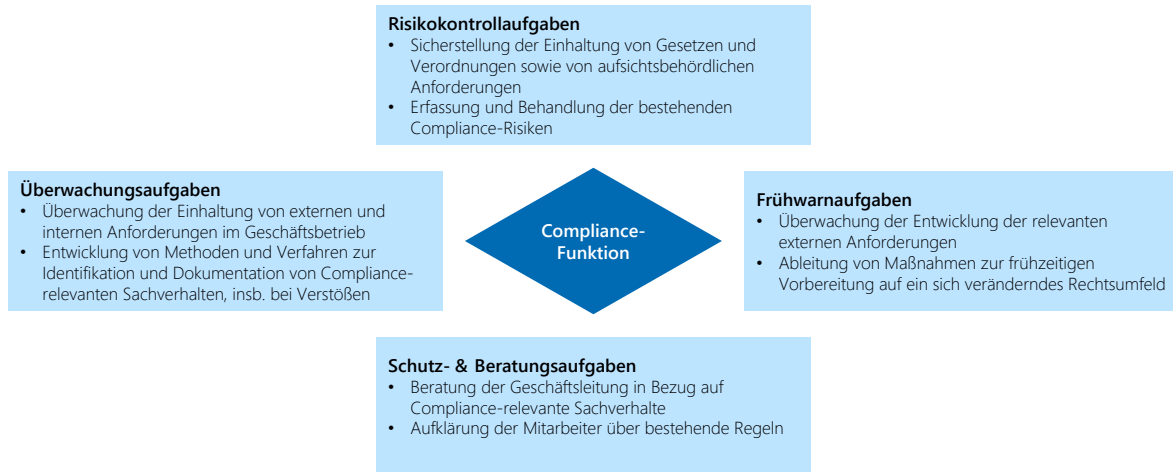 Risikokontrollaufgaben
• Sicherstellung der Einhaltung von Gesetzen und
Verordnungen sowie von aufsichtsbehördlichen
Anforderungen
• Erfassung und Behandlung der bestehenden
Compliance-Risiken
Überwachungsaufgaben
• Überwachung der Einhaltung von externen und
internen Anforderungen im Geschäftsbetrieb
• Entwicklung von Methoden und Verfahren zur
Identifikation und Dokumentation von Compliance-
relevanten Sachverhalten, insb. bei Verstößen
Compliance-
Funktion
Frühwarnaufgaben
• Überwachung der Entwicklung der relevanten
externen Anforderungen
• Ableitung von Maßnahmen zur frühzeitigen
Vorbereitung auf ein sich veränderndes Rechtsumfeld
Schutz- & Beratungsaufgaben
• Beratung der Geschäftsleitung in Bezug auf
Compliance-relevante Sachverhalte
• Aufklärung der Mitarbeiter über bestehende Regeln